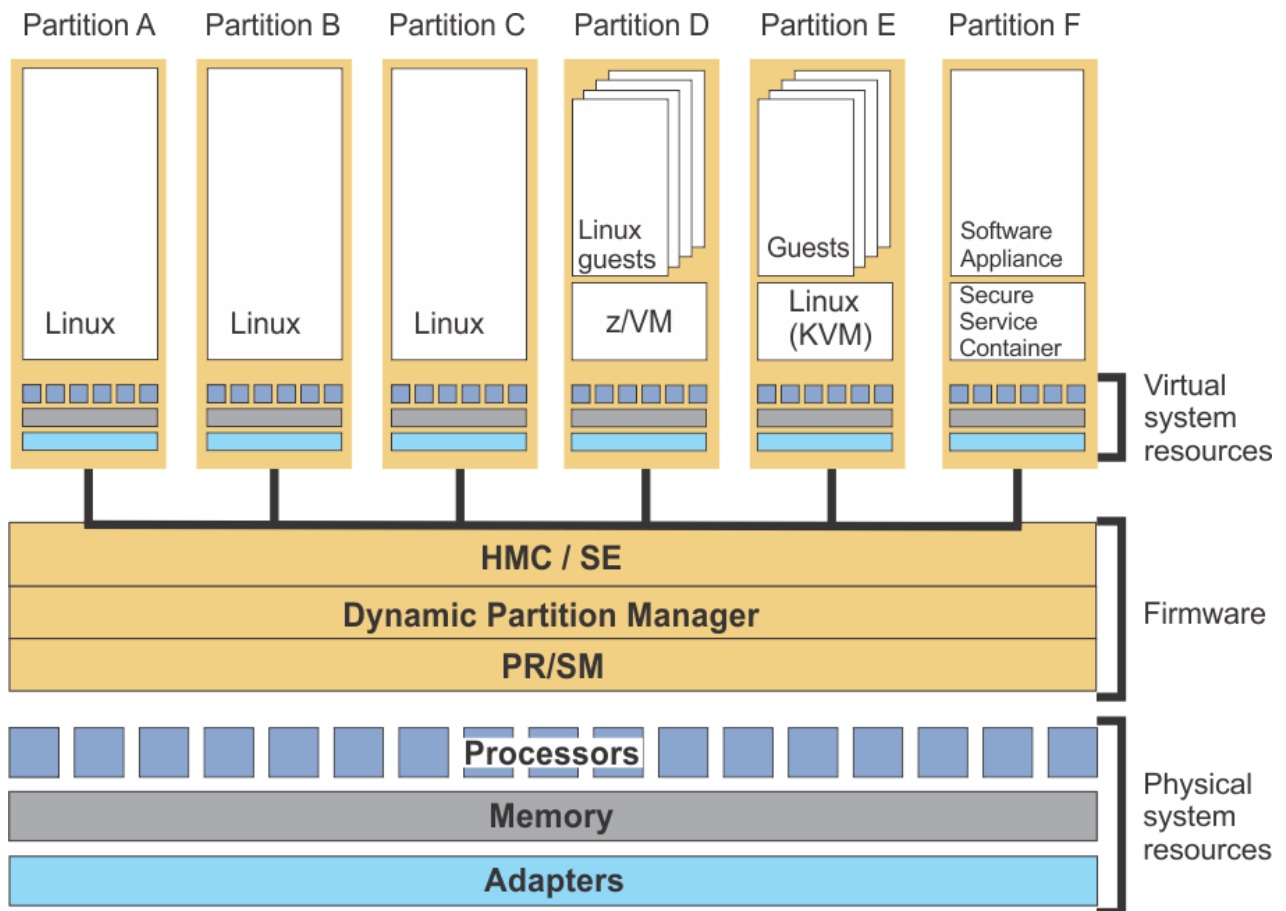 Partition A Partition B Partition C Partition D Partition E Partition F
Linux
Linux
Linux
Linux
guests
z/VM
Guests
Linux
(KVM)
Software
Appliance
Secure
Service
Container
Virtual
system
resources
HMC / SE
Dynamic Partition Manager
PR/SM
Firmware
Processors
Memory
Adapters
Physical
system
resources